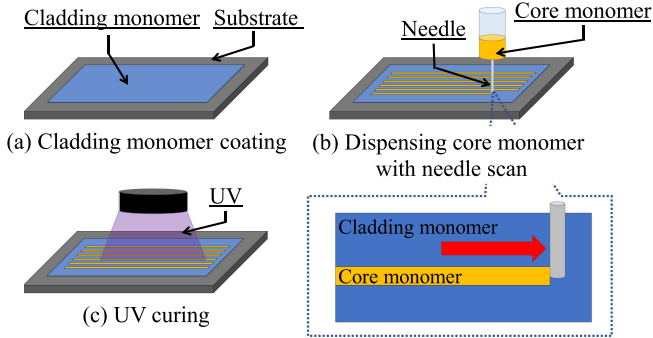 Cladding monomer
Substrate
(a) Cladding monomer coating
Core monomer
Needle
(b) Dispensing core monomer
with needle scan
UV
(c) UV curing
Cladding monomer
Core monomer